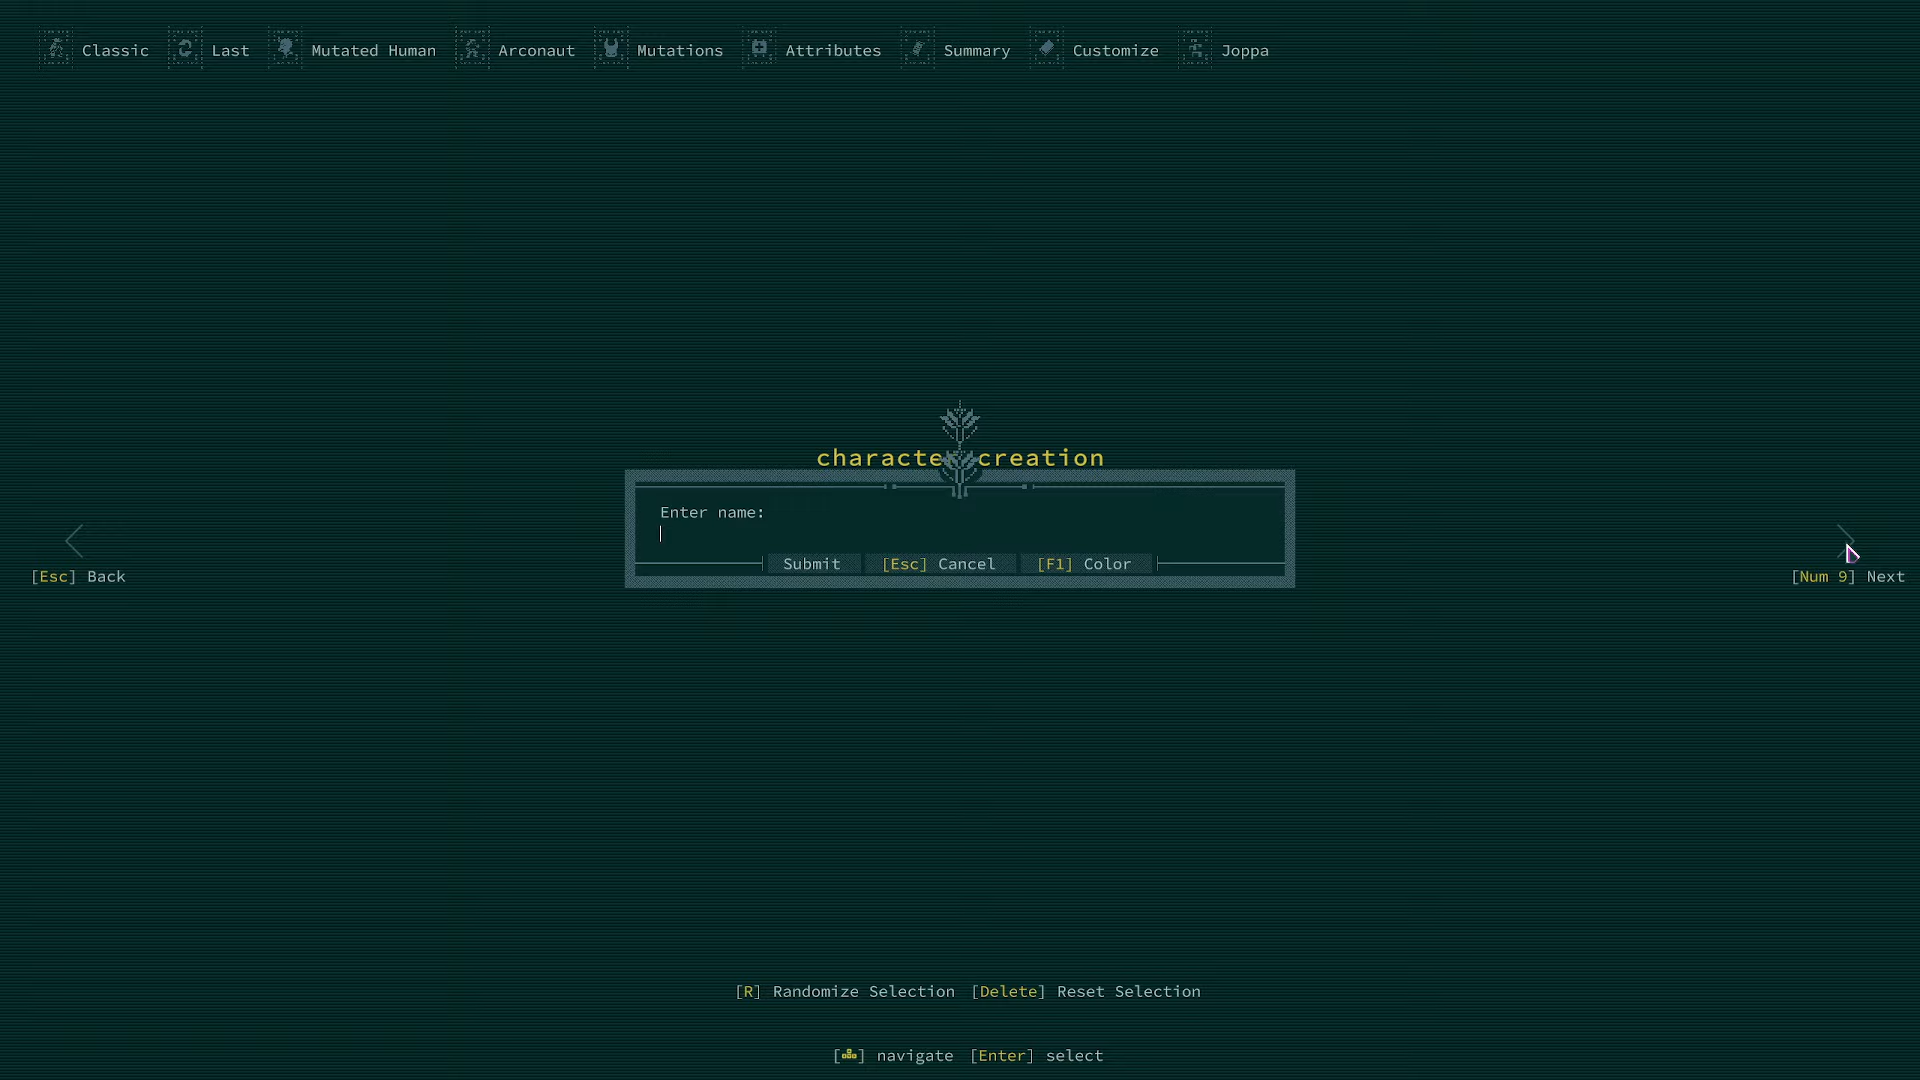 Classic Last Mutated Human Arconaut Mutations Attributes Summary Customize Joppa
character creation
Enter name:
Submit [Esc] Cancel [F1] Color
[Esc] Back
[Num 9] Next
[R] Randomize Selection [Delete] Reset Selection
navigate [Enter] select